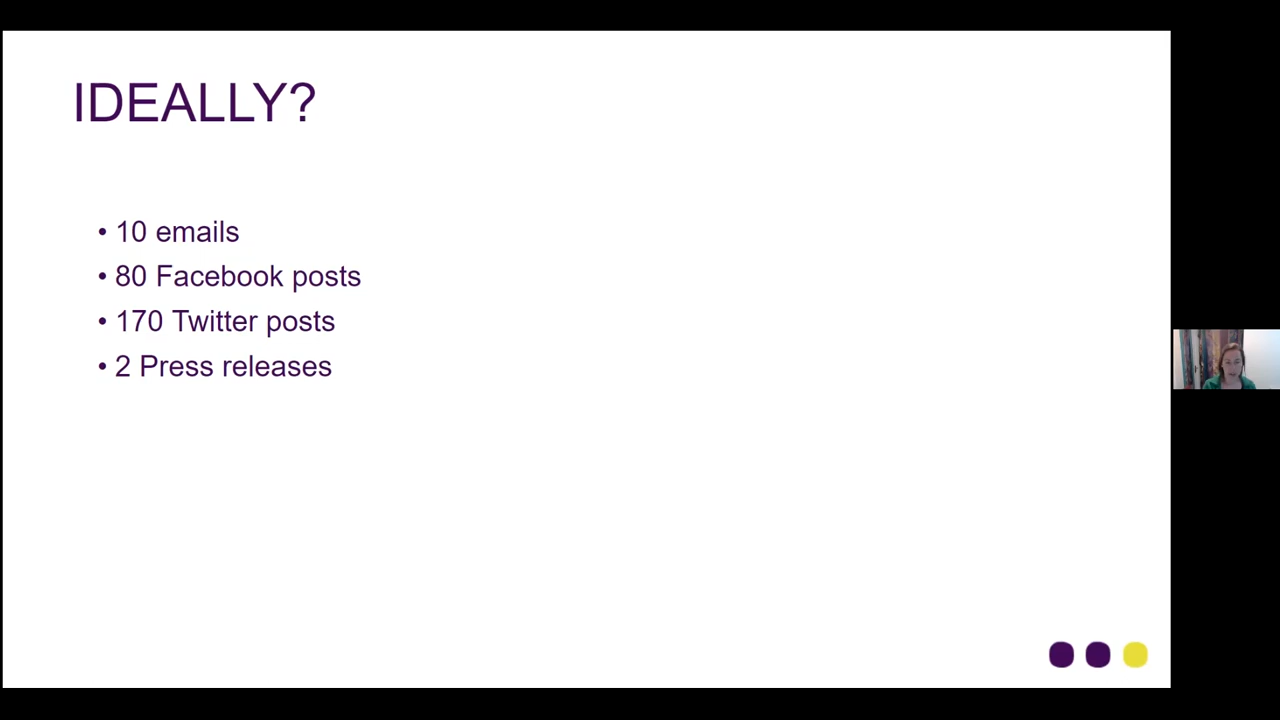 IDEALLY?
• 10 emails
• 80 Facebook posts
• 170 Twitter posts
• 2 Press releases